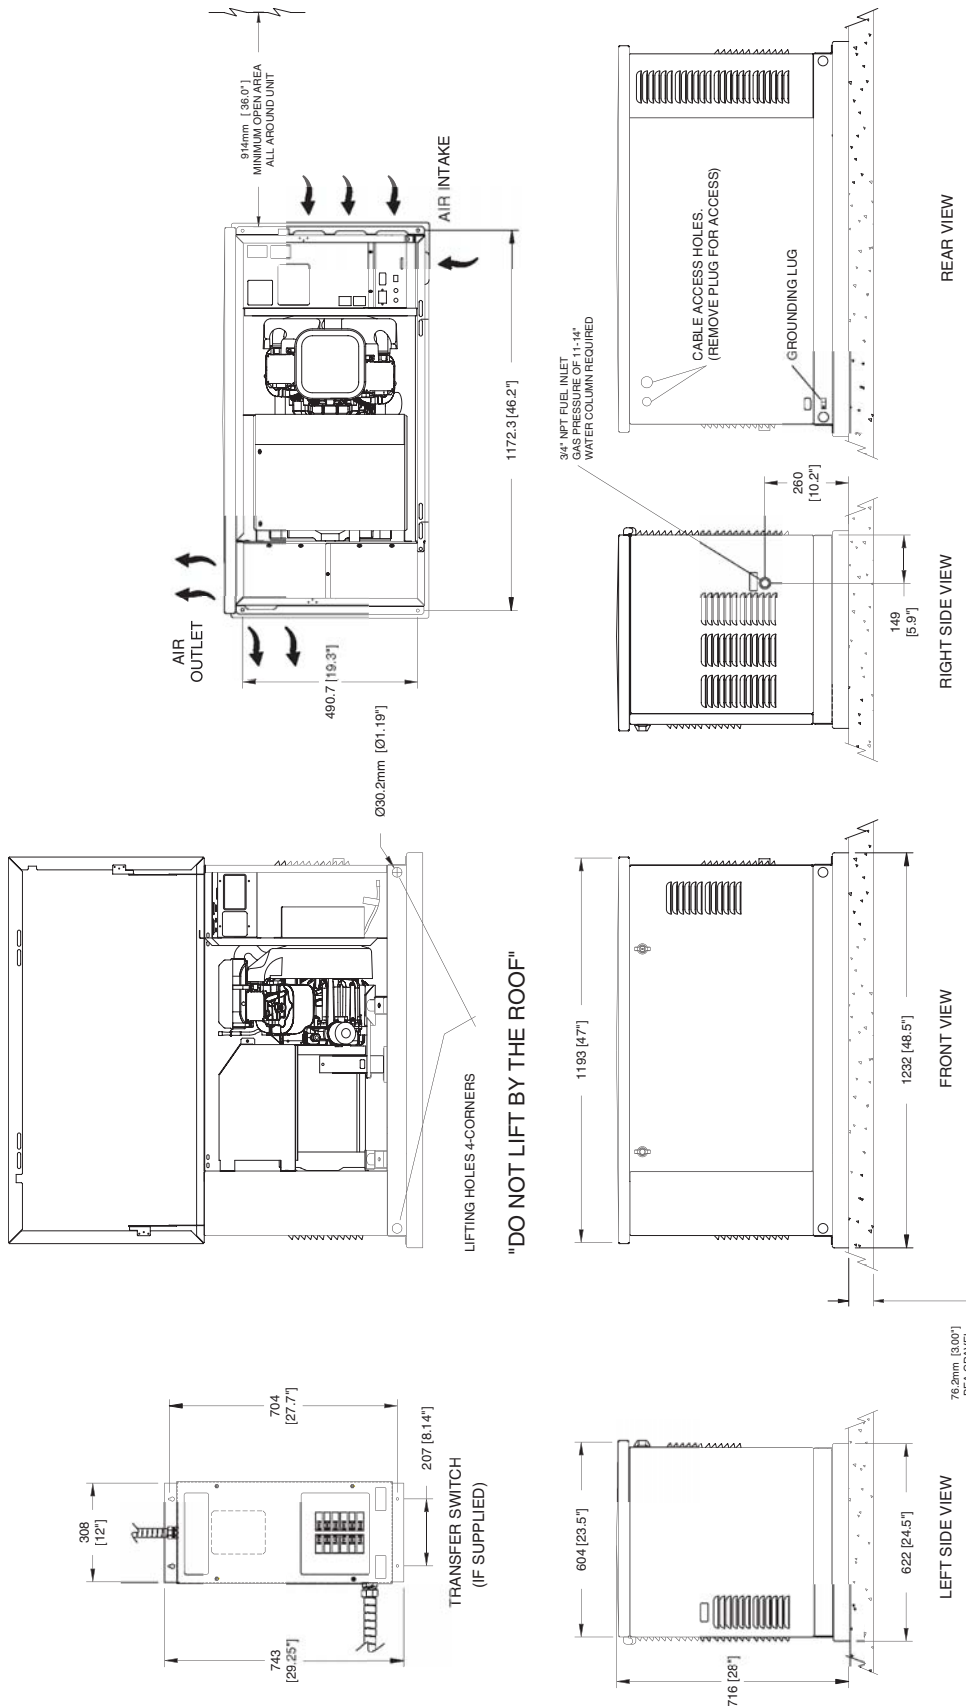 743
[29.25"]
308
[12"]
704
[27.7"]
207 [8.14"]
TRANSFER SWITCH
(IF SUPPLIED)
LIFTING HOLES 4-CORNERS
"DO NOT LIFT BY THE ROOF"
Ø30.2mm [Ø1.19"]
AIR
OUTLET
490.7 [19.3"]
1172.3 [46.2"]
914mm [36.0"]
MINIMUM OPEN AREA
ALL AROUND UNIT
AIR INTAKE
716 [28"]
604 [23.5"]
622 [24.5"]
LEFT SIDE VIEW
76.2mm [3.00"]
PEA GRAVEL
1193 [47"]
1232 [48.5"]
FRONT VIEW
3/4" NPT FUEL INLET
GAS PRESSURE OF 11-14"
WATER COLUMN REQUIRED
260
[10.2"]
149
[5.9"]
RIGHT SIDE VIEW
CABLE ACCESS HOLES.
(REMOVE PLUG FOR ACCESS)
GROUNDING LUG
REAR VIEW